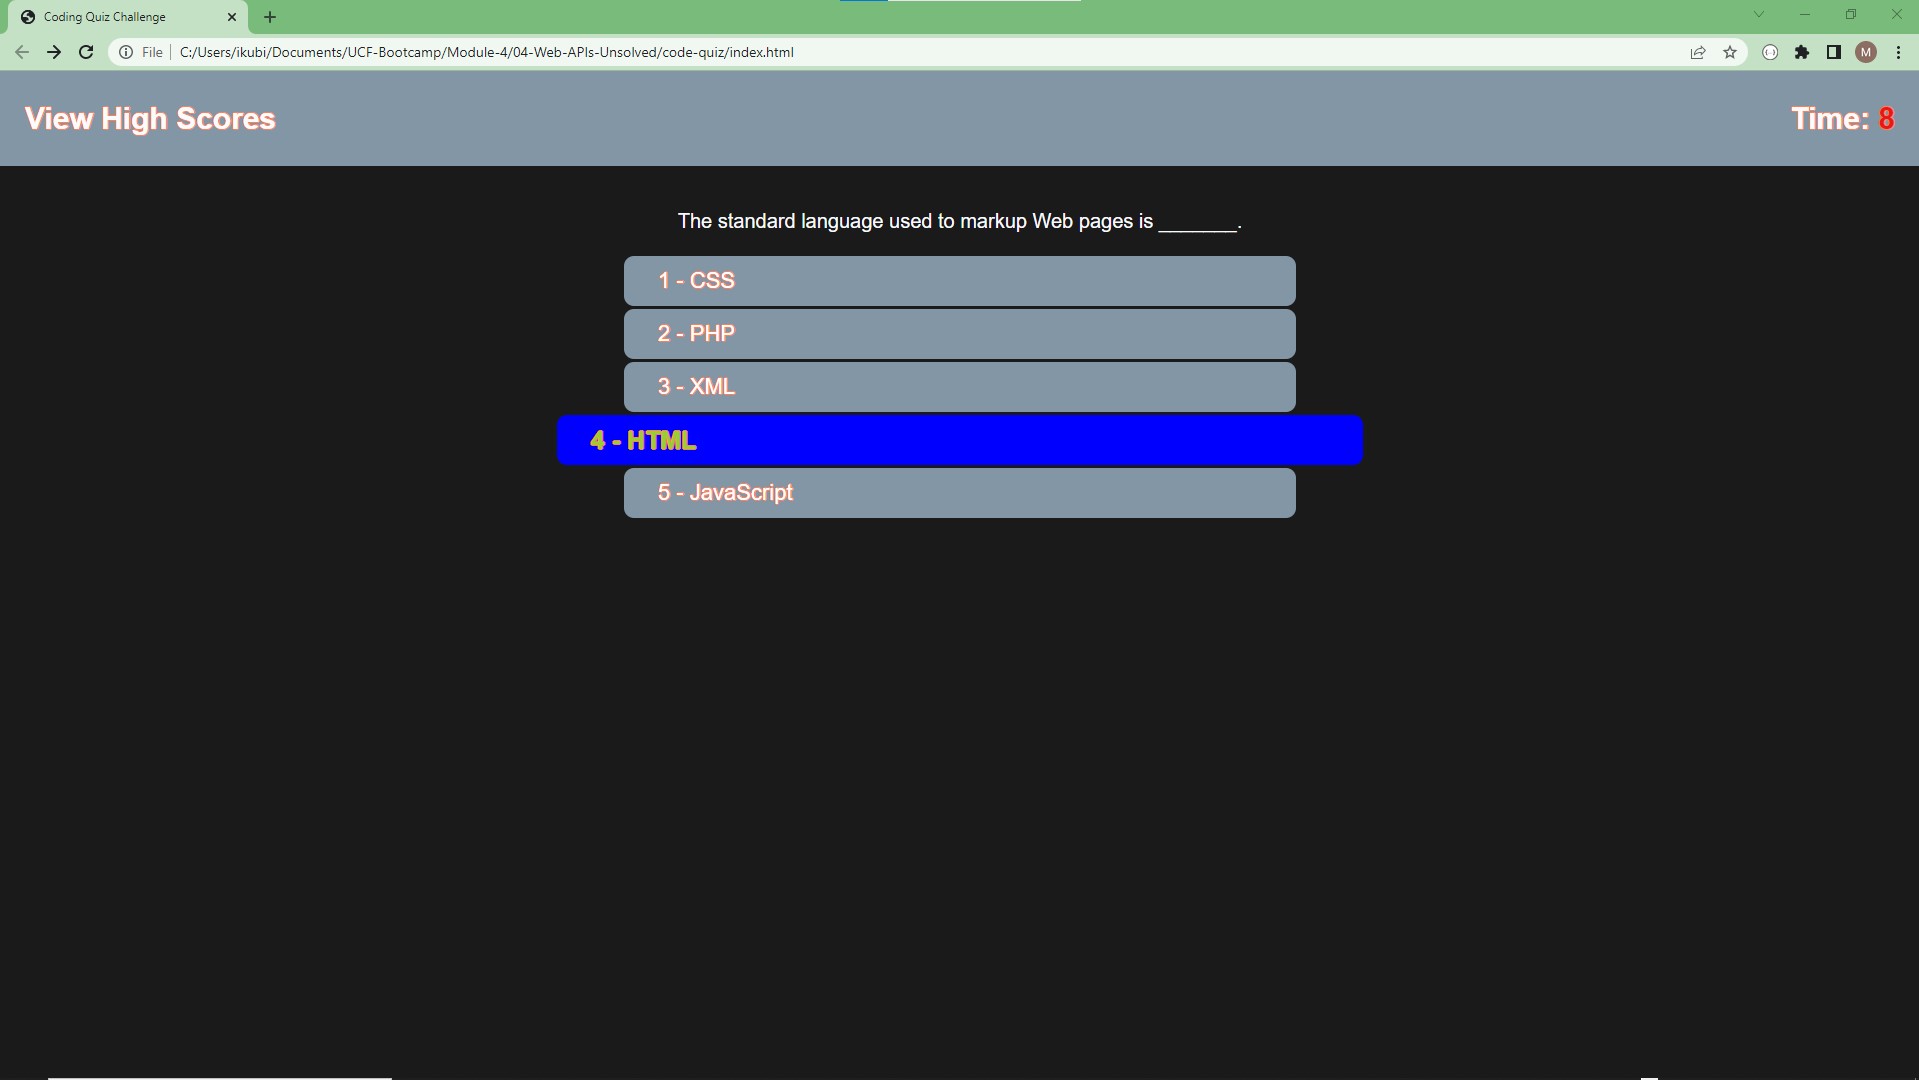 Coding Quiz Challenge
File
C:/Users/ikubi/Documents/UCF-Bootcamp/Module-4/04-Web-APIs-Unsolved/code-quiz/index.html
M
View High Scores
Time: 8
The standard language used to markup Web pages is _______.
1 - CSS
2 - PHP
3 - XML
4 - HTML
5 - JavaScript